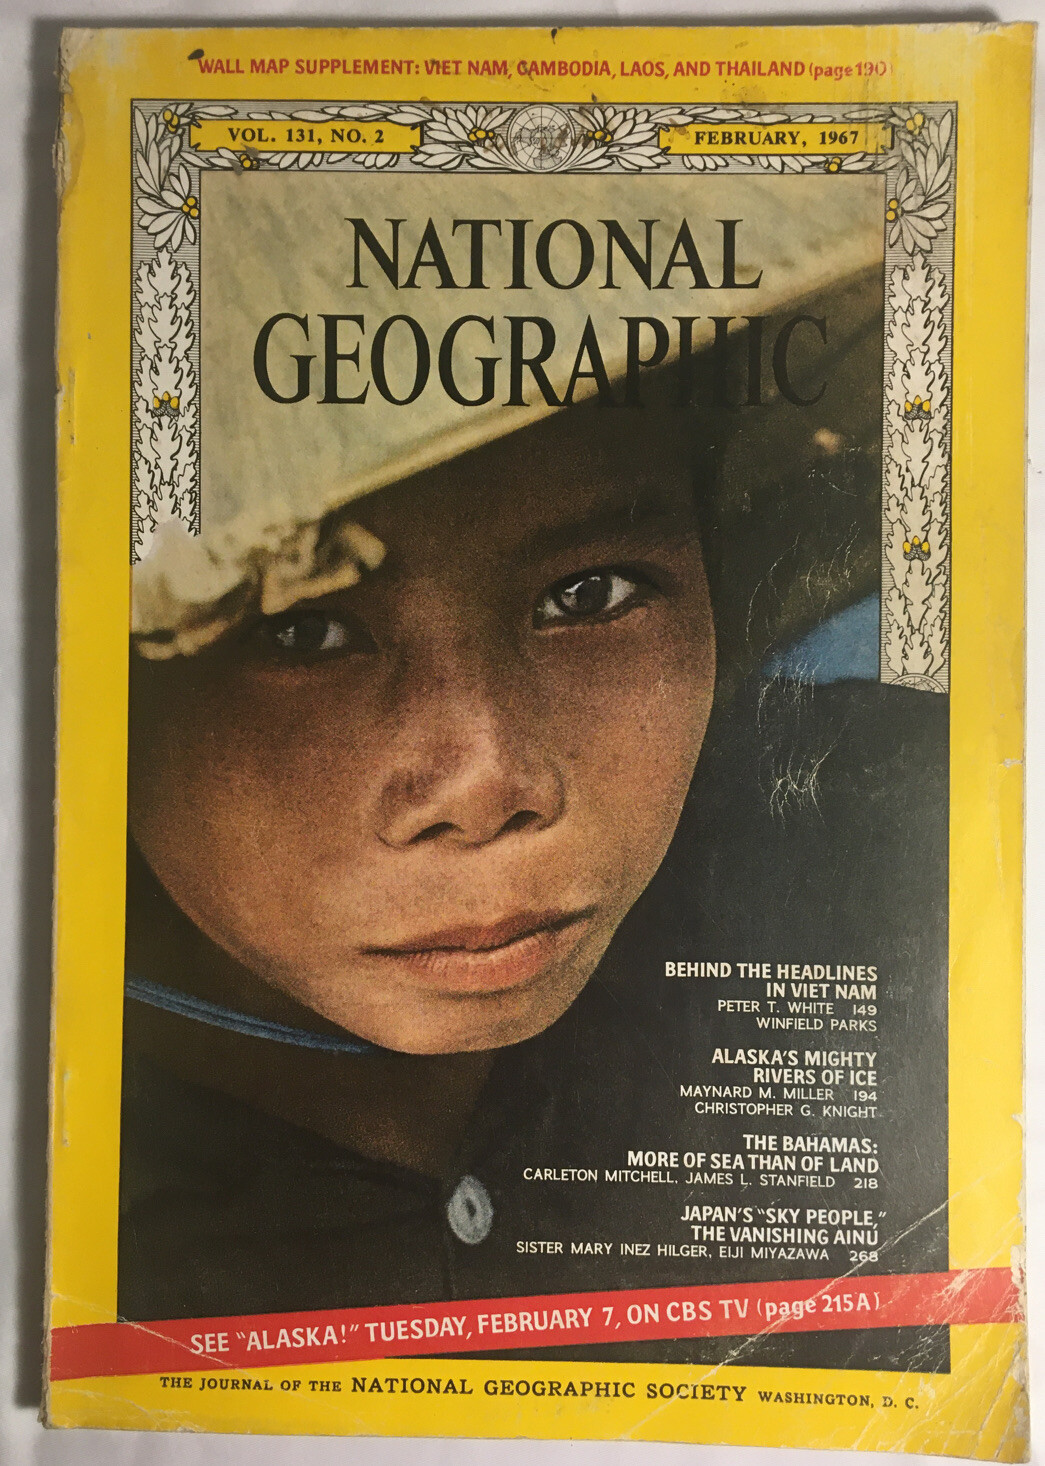 WALL MAP SUPPLEMENT: VIET NAM, CAMBODIA, LAOS, AND THAILAND (page 190)
VOL. 131, NO. 2
FEBRUARY, 1967
NATIONAL
GEOGRAPHIC
BEHIND THE HEADLINES
IN VIET NAM
PETER T. WHITE 149
WINFIELD PARKS
ALASKA'S MIGHTY
RIVERS OF ICE
MAYNARD M. MILLER 194
CHRISTOPHER G. KNIGHT
THE BAHAMAS:
MORE OF SEA THAN OF LAND
CARLETON MITCHELL, JAMES L. STANFIELD 218
JAPAN'S "SKY PEOPLE,"
THE VANISHING AINU
SISTER MARY INEZ HILGER, EIJI MIYAZAWA 268
SEE "ALASKA!" TUESDAY, FEBRUARY 7, ON CBS TV (page 215A)
THE JOURNAL OF THE NATIONAL GEOGRAPHIC SOCIETY WASHINGTON, D. C.